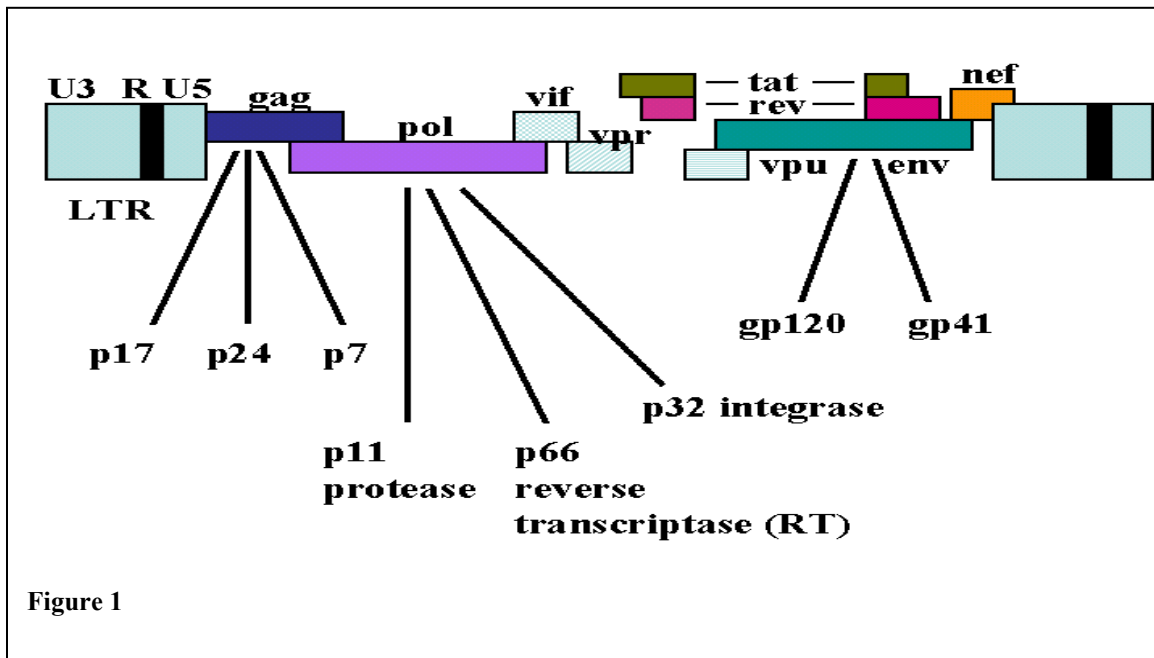 U3 R U5
gag
pol
vif
vpr
tat
rev
nef
vpu
env
LTR
p17
p24
p7
gp120
gp41
p32 integrase
p11
protease
p66
reverse
transcriptase (RT)
Figure 1